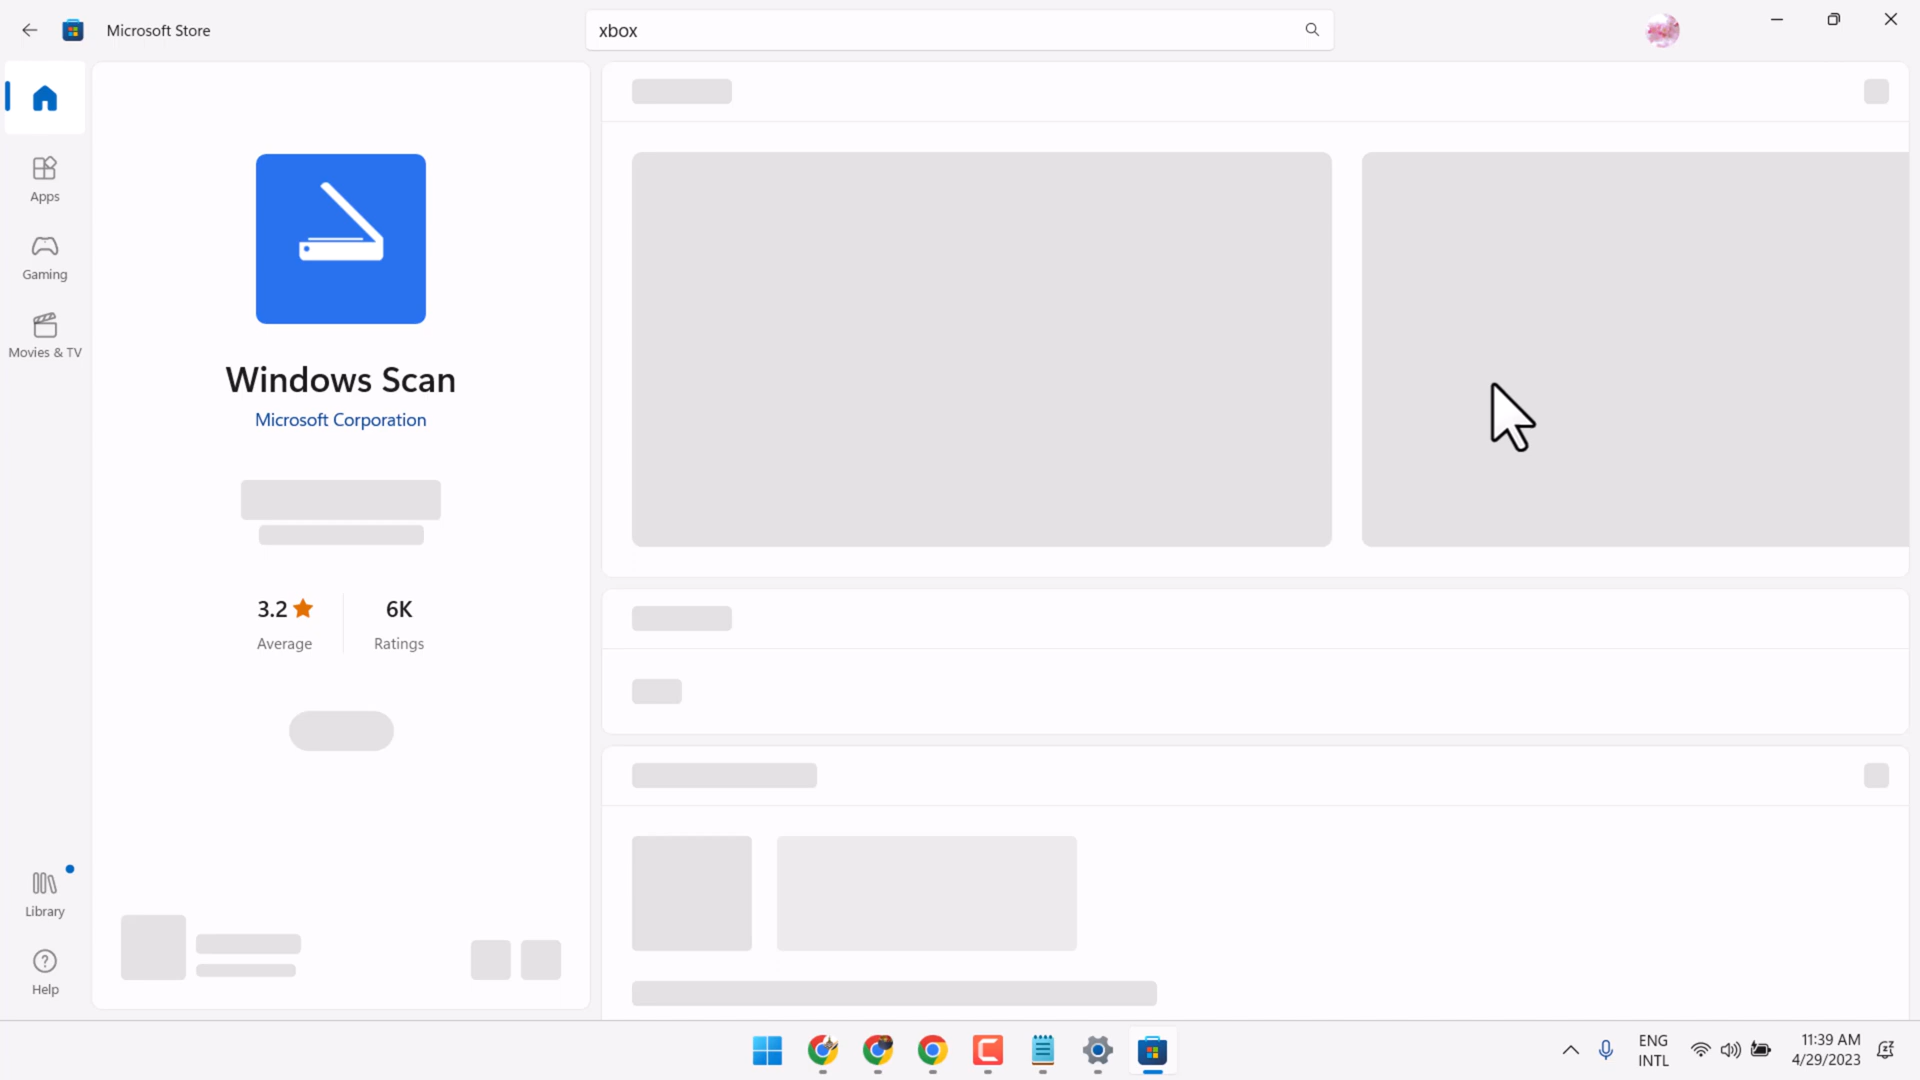 Microsoft Store
xbox
Apps
Gaming
Movies & TV
Library
Help
Windows Scan
Microsoft Corporation
3.2
Average
6K
Ratings
ENG
INTL
11:39 AM
4/29/2023